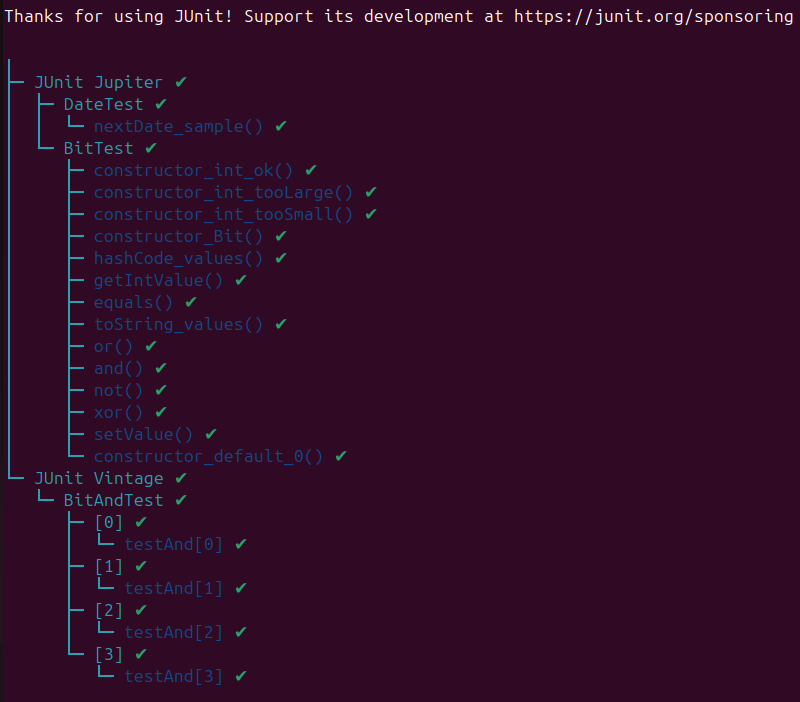 Thanks for using JUnit! Support its development at https://junit.org/sponsoring
JUnit Jupiter ✔
DateTest ✔
nextDate_sample() ✔
BitTest ✔
constructor_int_ok() ✔
constructor_int_tooLarge() ✔
constructor_int_tooSmall() ✔
constructor_Bit() ✔
hashCode_values() ✔
getIntValue() ✔
equals() ✔
toString_values() ✔
or() ✔
and() ✔
not() ✔
xor() ✔
setValue() ✔
constructor_default_0() ✔
JUnit Vintage ✔
BitAndTest ✔
[0] ✔
testAnd[0] ✔
[1] ✔
testAnd[1] ✔
[2] ✔
testAnd[2] ✔
[3] ✔
testAnd[3] ✔